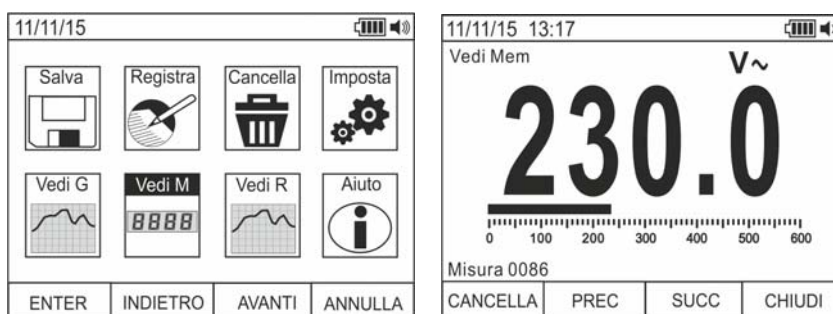 11/11/15
Salva Registra Cancella Imposta
Vedi G Vedi M Vedi R Aiuto
8888
ENTER INDIETRO AVANTI ANNULLA
11/11/15 13:17
Vedi Mem
V~
230.0
0 100 200 300 400 500 600
Misura 0086
CANCELLA PREC SUCC CHIUDI